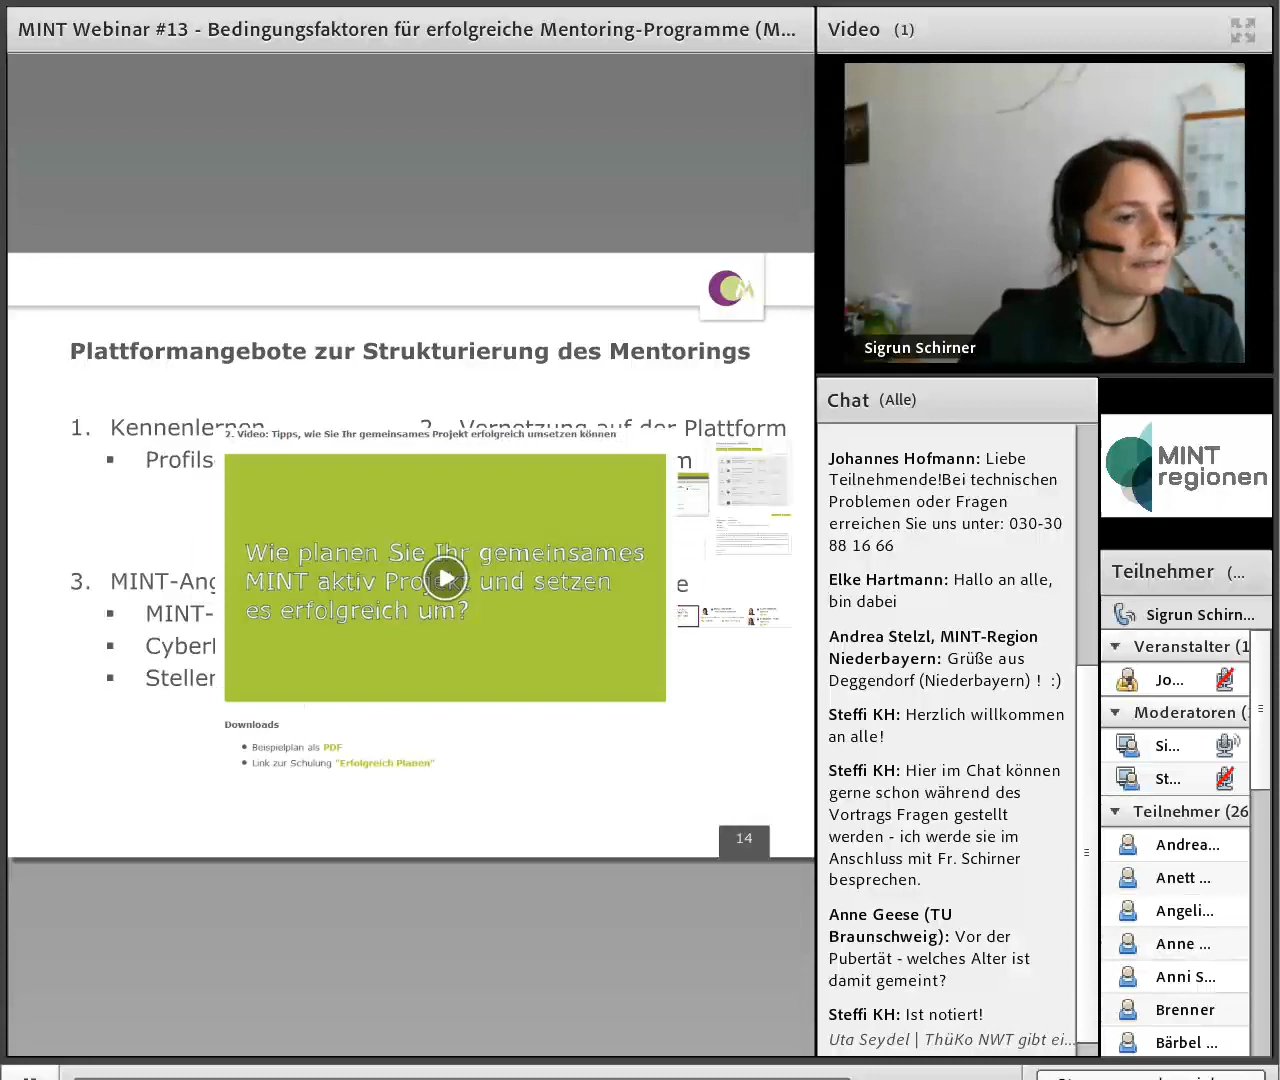 MINT Webinar #13 - Bedingungsfaktoren für erfolgreiche Mentoring-Programme (M...
Video (1)
Sigrun Schirner
Plattformangebote zur Strukturierung des Mentorings
1. Kennenlernen
2. Vernetzung auf der Plattform
2. Video: Tipps, wie Sie Ihr gemeinsames Projekt erfolgreich umsetzen können
Profils
m
Wie planen Sie Ihr gemeinsames
MINT aktiv Projekt und setzen
es erfolgreich um?
3. MINT-Ang
e
MINT-
Cyberl
Steller
Downloads
Beispielplan als PDF
Link zur Schulung "Erfolgreich Planen"
14
Chat (Alle)
Johannes Hofmann: Liebe
Teilnehmende!Bei technischen
Problemen oder Fragen
erreichen Sie uns unter: 030-30
88 16 66
Elke Hartmann: Hallo an alle,
bin dabei
Andrea Stelzl, MINT-Region
Niederbayern: Grüße aus
Deggendorf (Niederbayern) ! :)
Steffi KH: Herzlich willkommen
an alle!
Steffi KH: Hier im Chat können
gerne schon während des
Vortrags Fragen gestellt
werden - ich werde sie im
Anschluss mit Fr. Schirner
besprechen.
Anne Geese (TU
Braunschweig): Vor der
Pubertät - welches Alter ist
damit gemeint?
Steffi KH: Ist notiert!
Uta Seydel | ThüKo NWT gibt ei...
MINT
regionen
Teilnehmer (...
Sigrun Schirn...
Veranstalter (1
Jo...
Moderatoren (
Si...
St...
Teilnehmer (26
Andrea...
Anett ...
Angeli...
Anne ...
Anni S...
Brenner
Bärbel ...